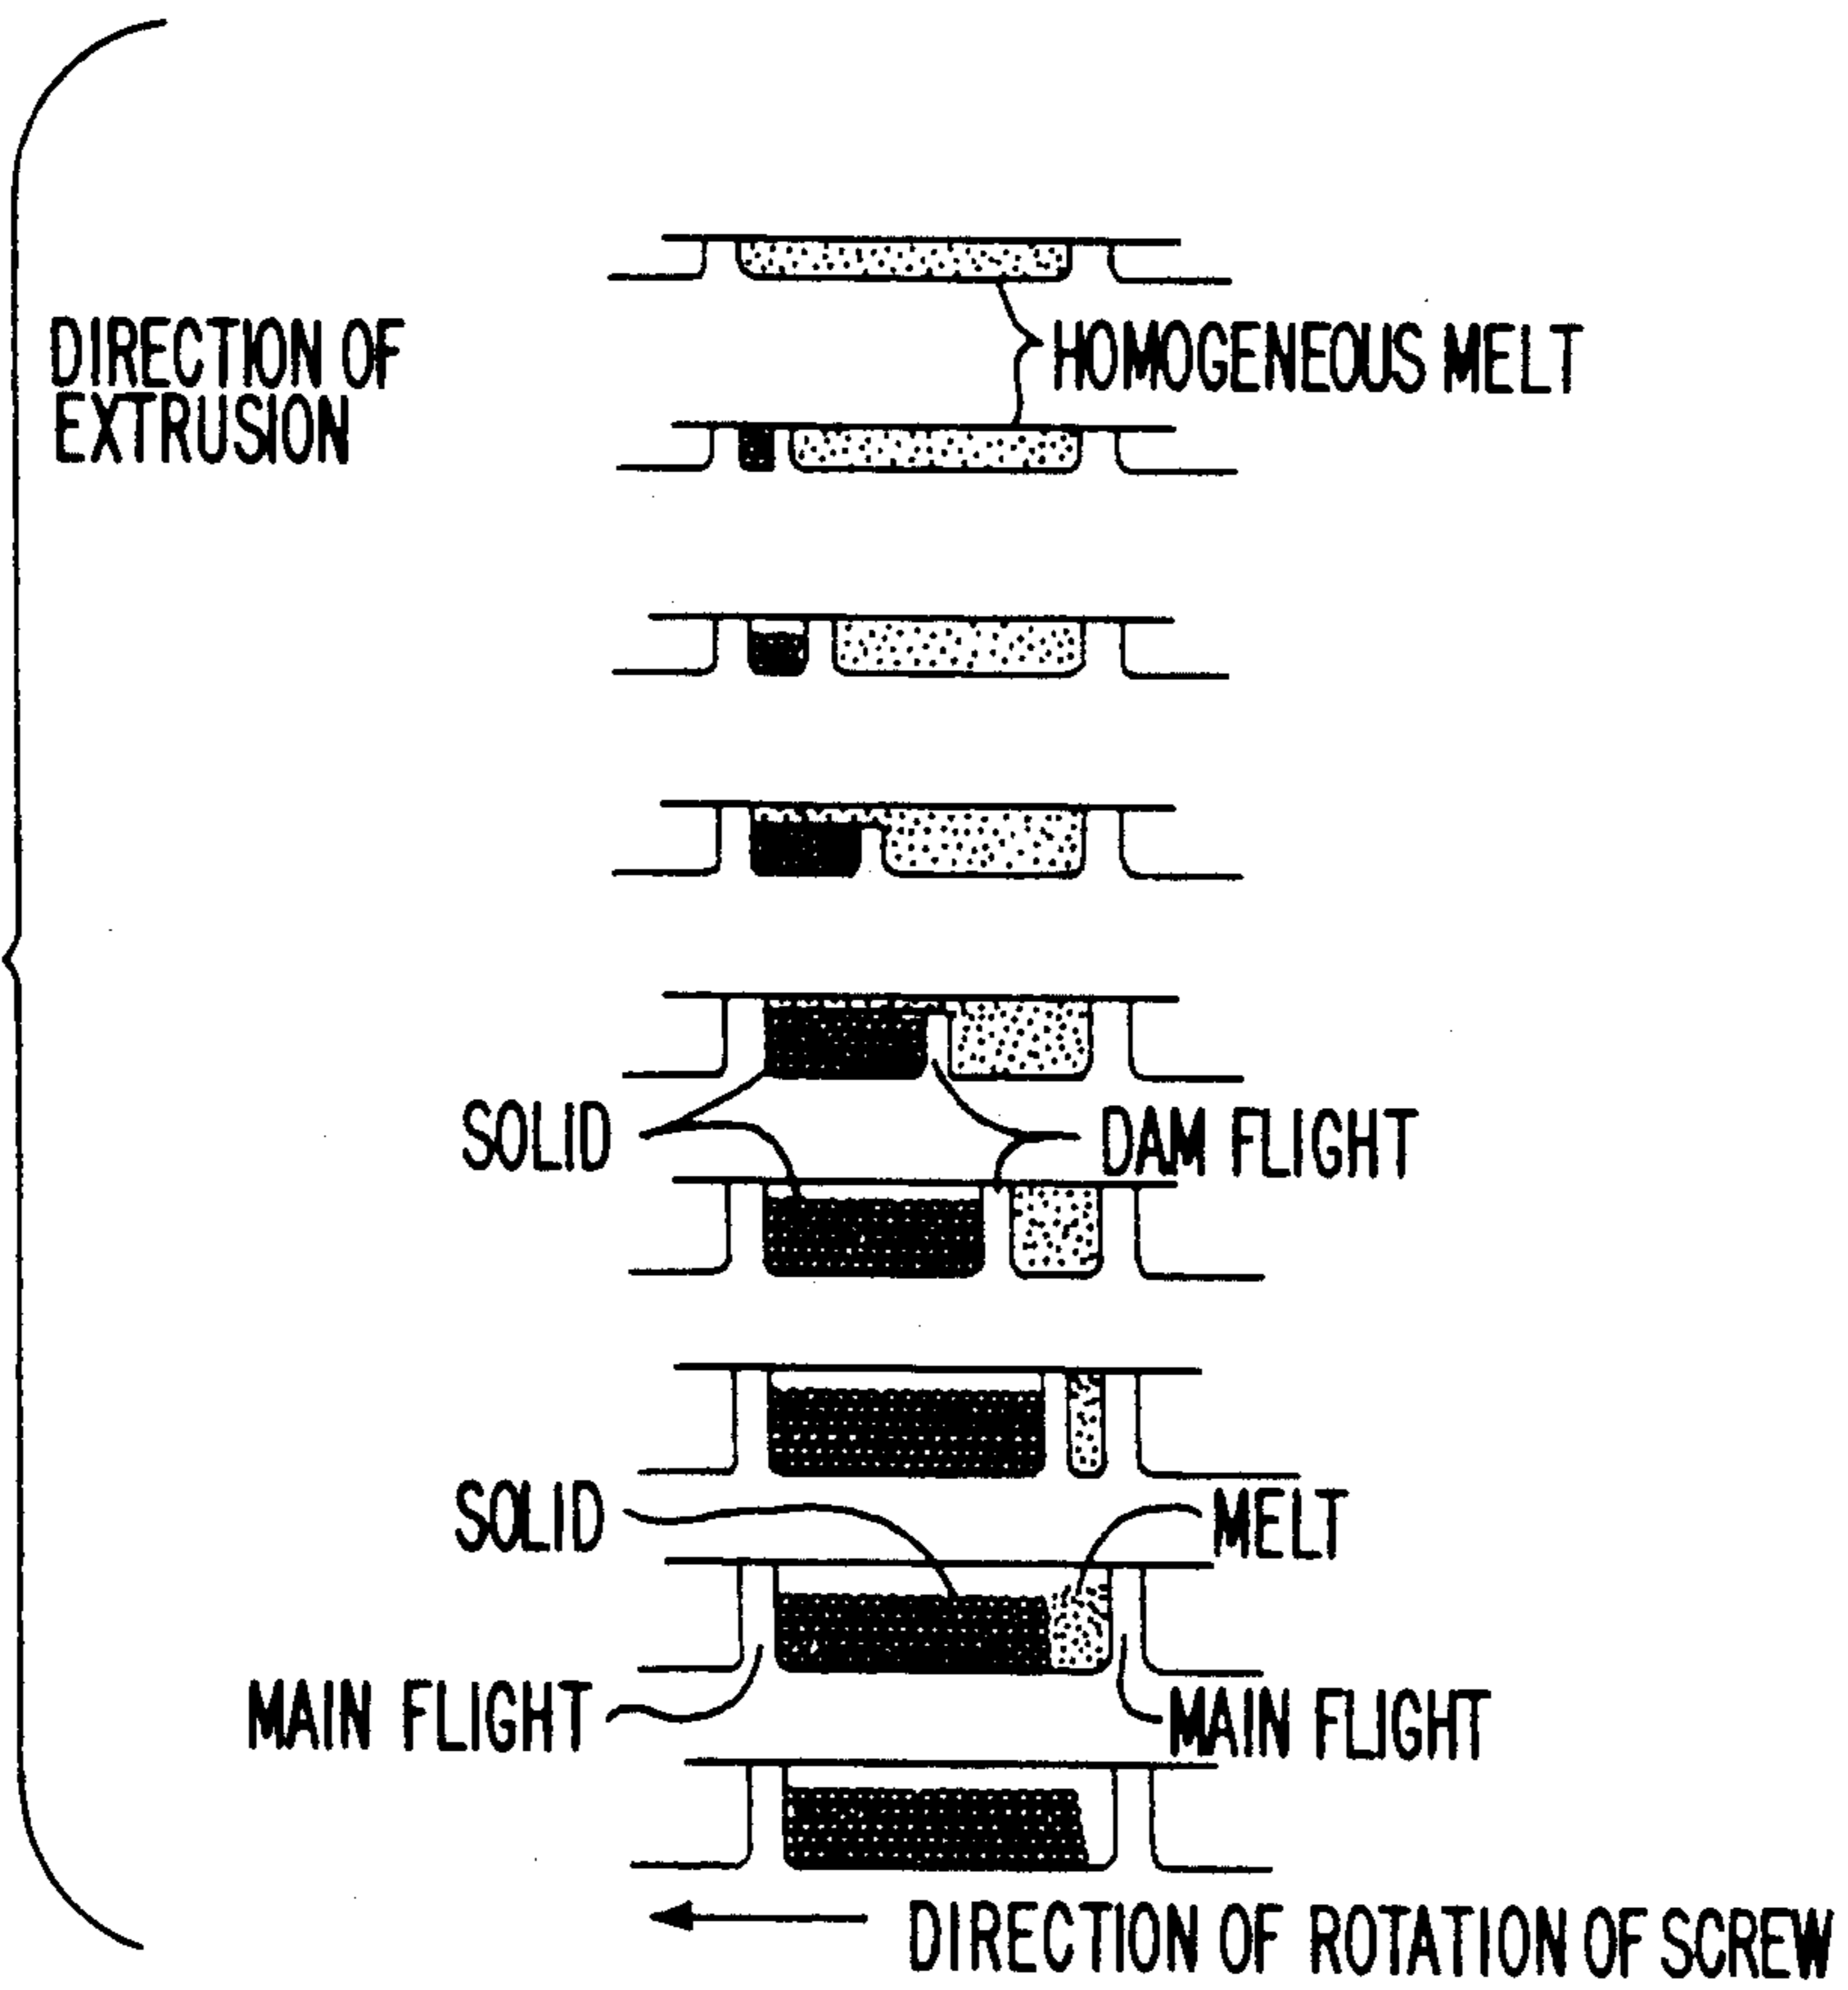 DIRECTION OF
EXTRUSION
HOMOGENEOUS MELT
SOLID
DAM FLIGHT
SOLID
MELT
MAIN FLIGHT
MAIN FLIGHT
DIRECTION OF ROTATION OF SCREW